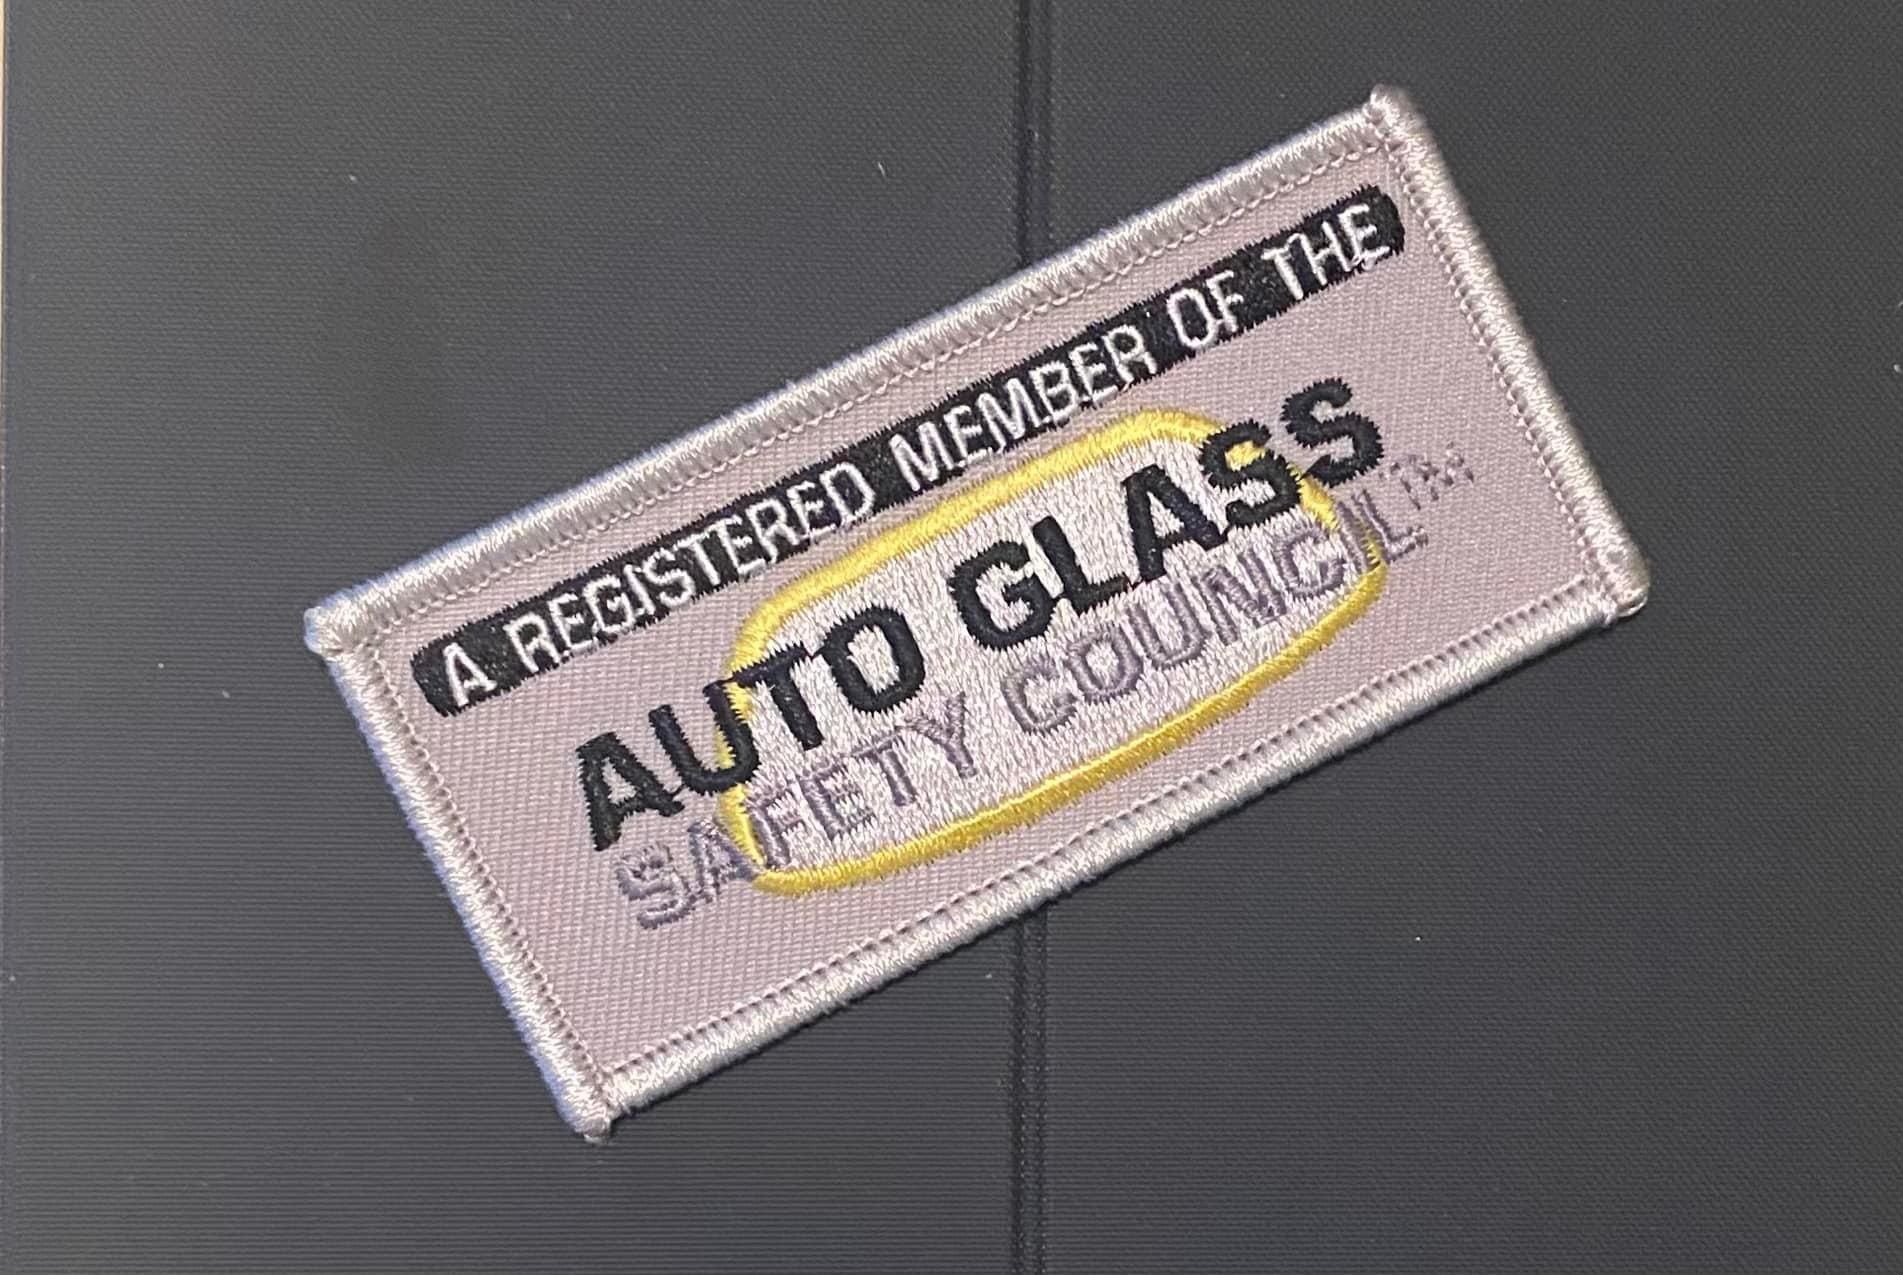 A REGISTERED MEMBER OF THE
AUTO GLASS
SAFETY COUNCIL™